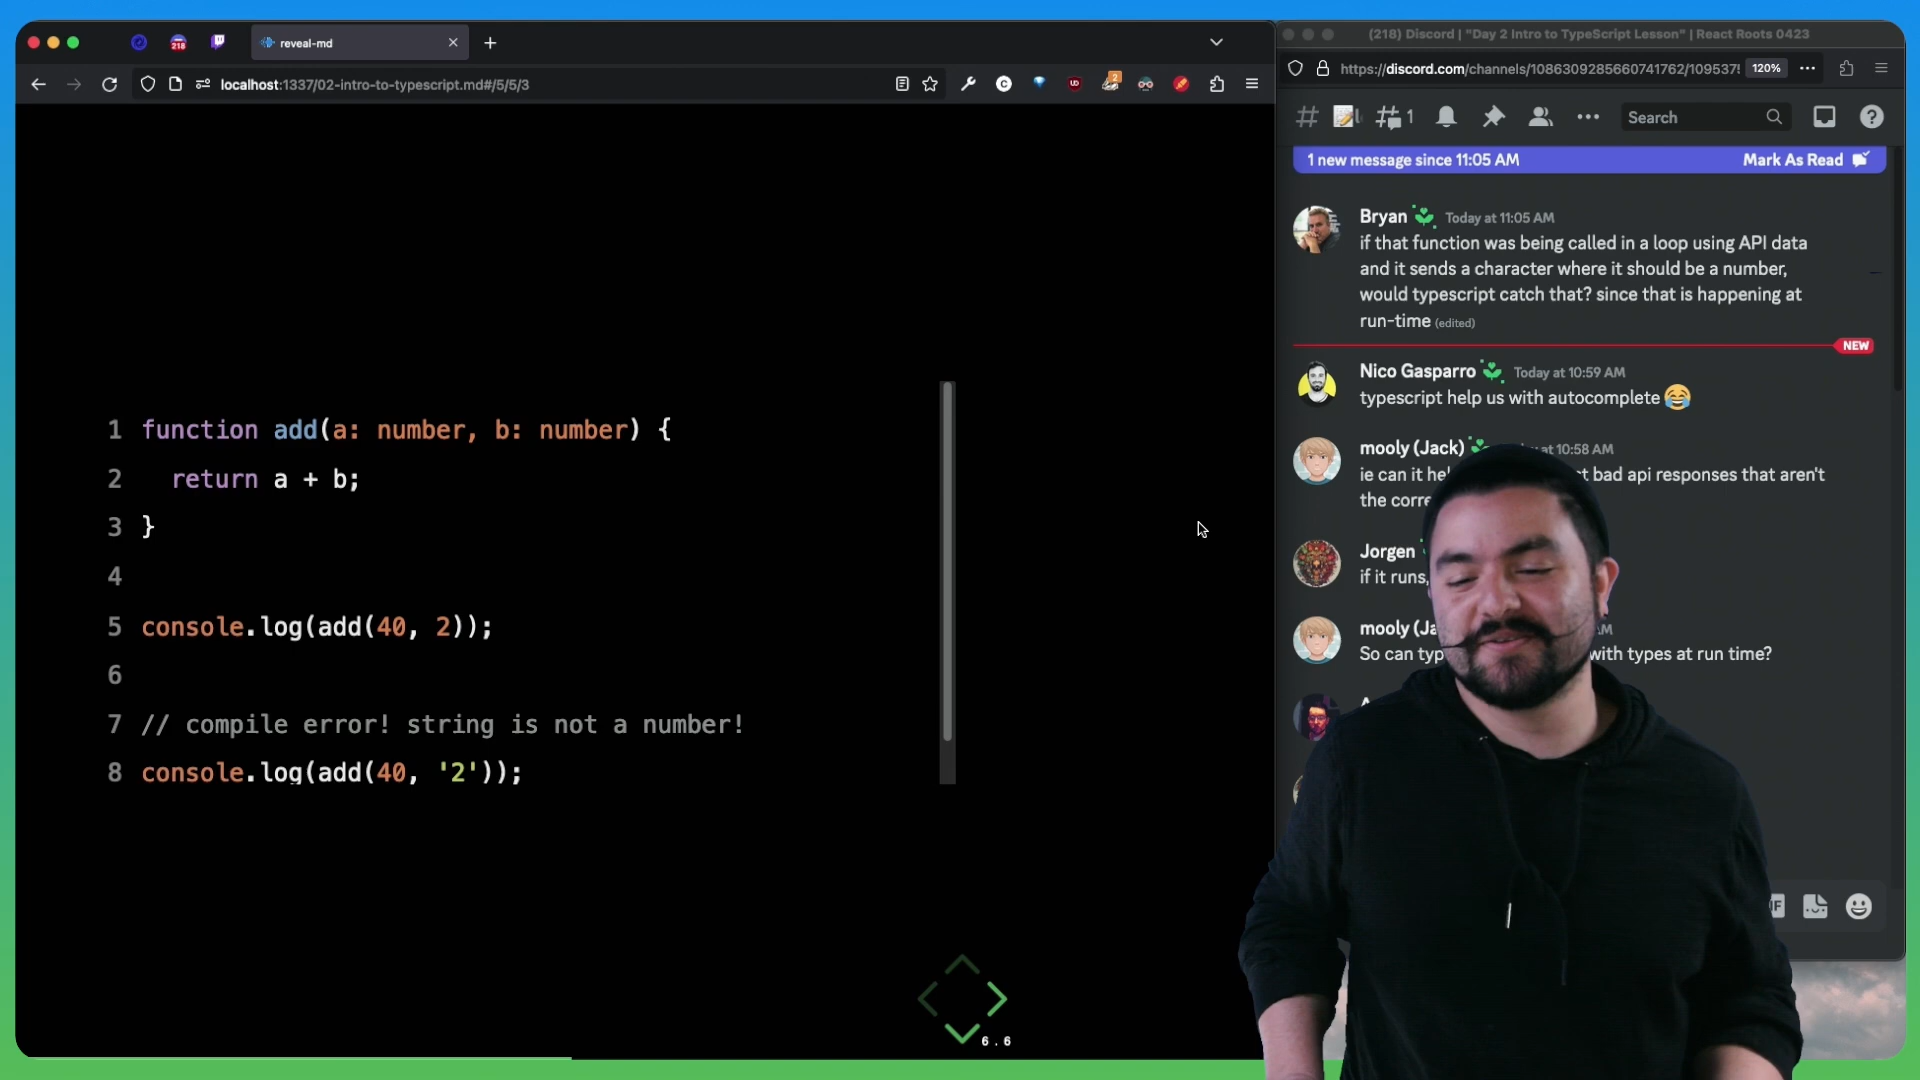 218
reveal-md
localhost:1337/02-intro-to-typescript.md#/5/5/3
2
1 function add(a: number, b: number) {
2 return a + b;
3 }
4
5 console.log(add(40, 2));
6
7 // compile error! string is not a number!
8 console.log(add(40, '2'));
6.6
(218) Discord | "Day 2 Intro to TypeScript Lesson" | React Roots 0423
https://discord.com/channels/1086309285660741762/109537
120%
1
Search
1 new message since 11:05 AM
Mark As Read
Bryan Today at 11:05 AM
if that function was being called in a loop using API data
and it sends a character where it should be a number,
would typescript catch that? since that is happening at
run-time (edited)
NEW
Nico Gasparro Today at 10:59 AM
typescript help us with autocomplete 😂
mooly (Jack) at 10:58 AM
ie can it bad api responses that aren't
the
Jorgen
if it runs,
mooly
So can with types at run time?